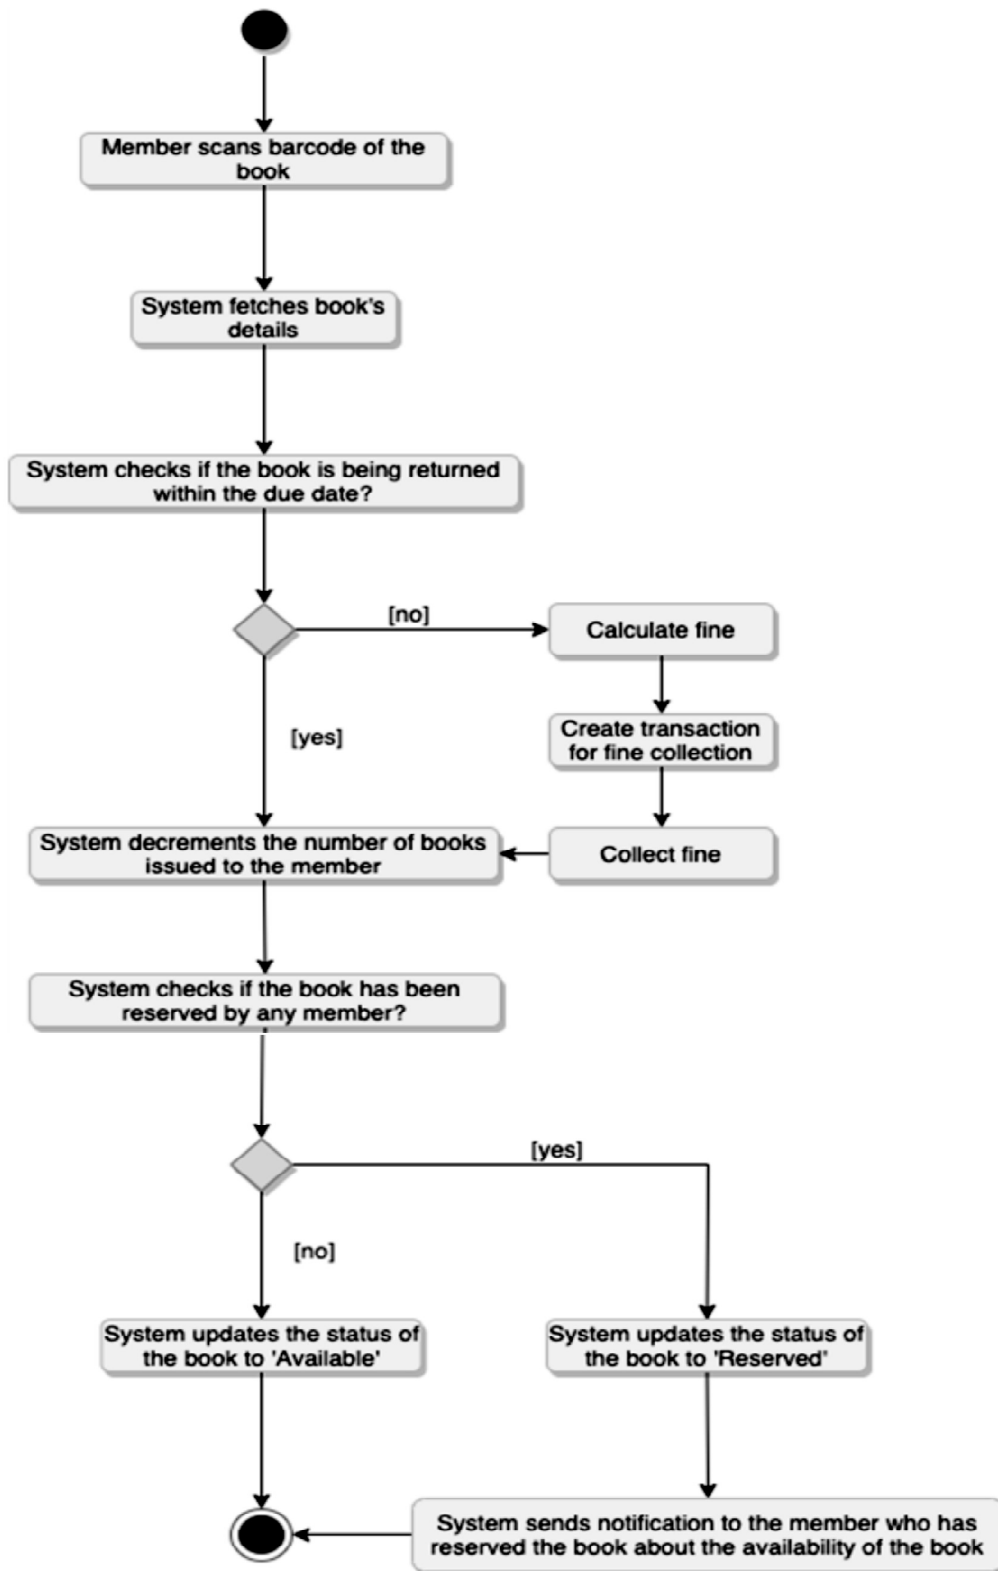 Member scans barcode of the
book
System fetches book's
details
System checks if the book is being returned
within the due date?
[no]
Calculate fine
[yes]
Create transaction
for fine collection
System decrements the number of books
issued to the member
Collect fine
System checks if the book has been
reserved by any member?
[yes]
[no]
System updates the status of
the book to 'Available'
System updates the status of
the book to 'Reserved'
System sends notification to the member who has
reserved the book about the availability of the book